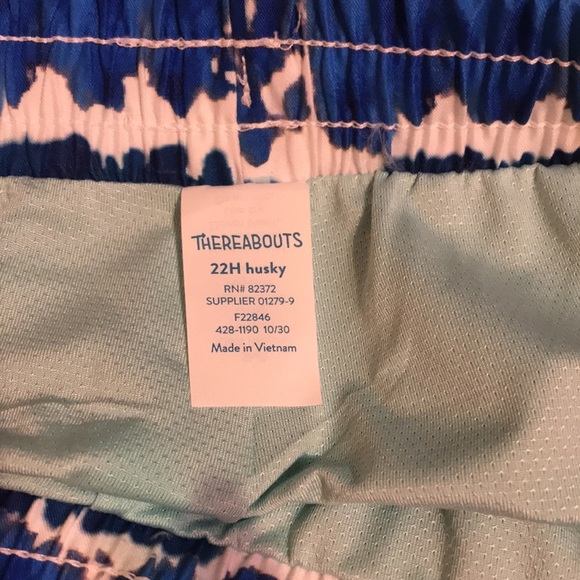 THEREABOUTS
22H husky
RN# 82372
SUPPLIER 01279-9
F22846
428-1190 10/30
Made in Vietnam